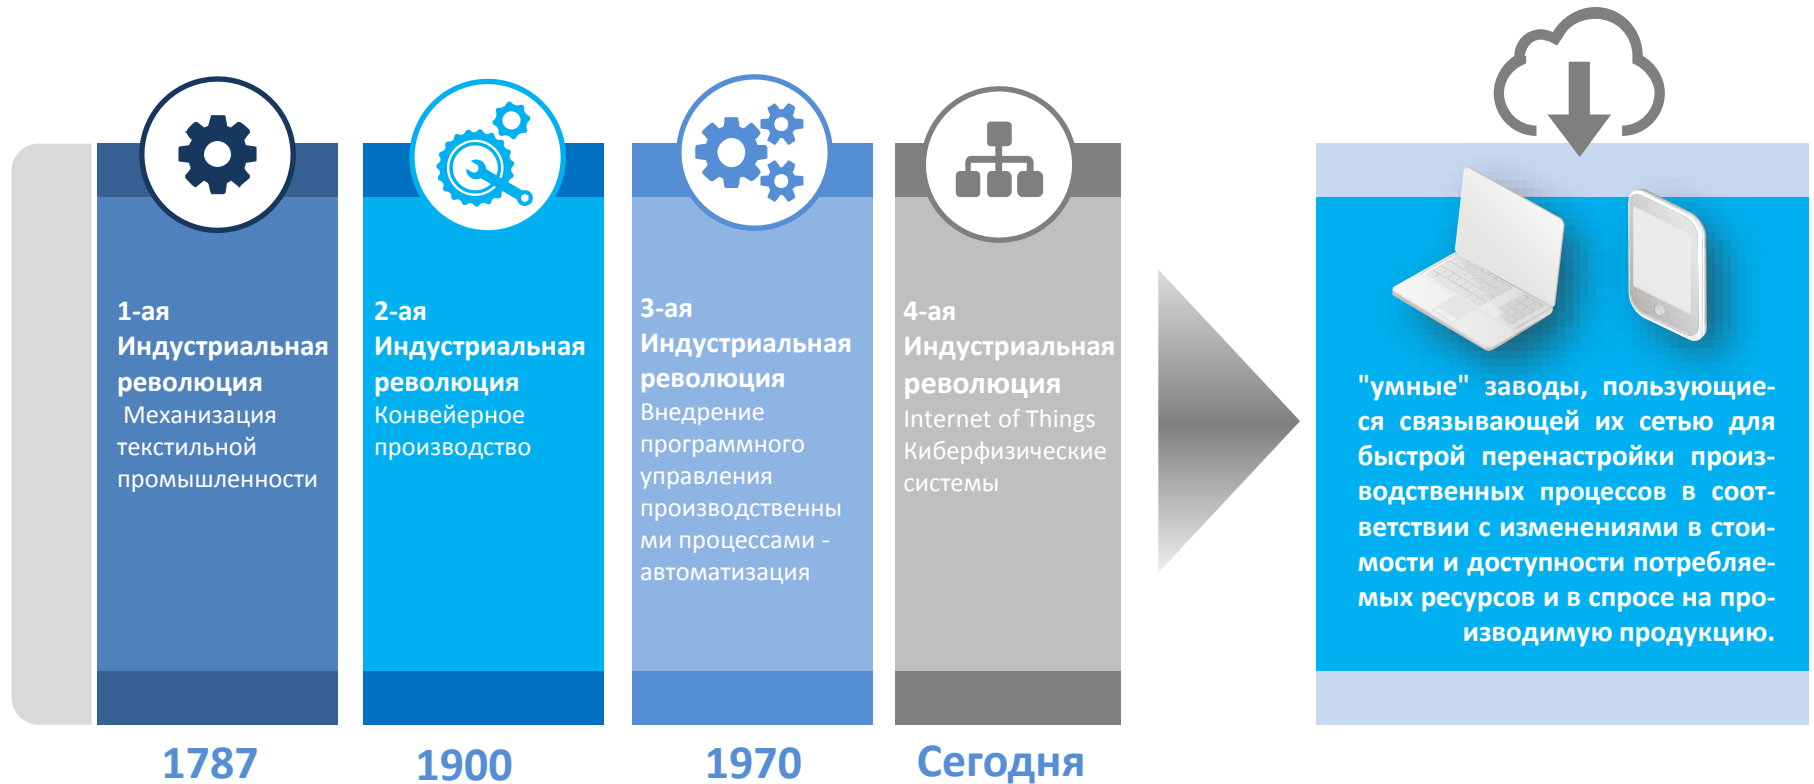 1-ая
Индустриальная
революция
Механизация
текстильной
промышленности
1787
2-ая
Индустриальная
революция
Конвейерное
производство
1900
3-ая
Индустриальная
революция
Внедрение
программного
управления
производственны
ми процессами -
автоматизация
1970
4-ая
Индустриальная
революция
Internet of Things
Киберфизические
системы
Сегодня
"умные" заводы, пользующие-
ся связывающей их сетью для
быстрой перенастройки произ-
водственных процессов в соот-
ветствии с изменениями в стои-
мости и доступности потребляе-
мых ресурсов и в спросе на про-
изводимую продукцию.